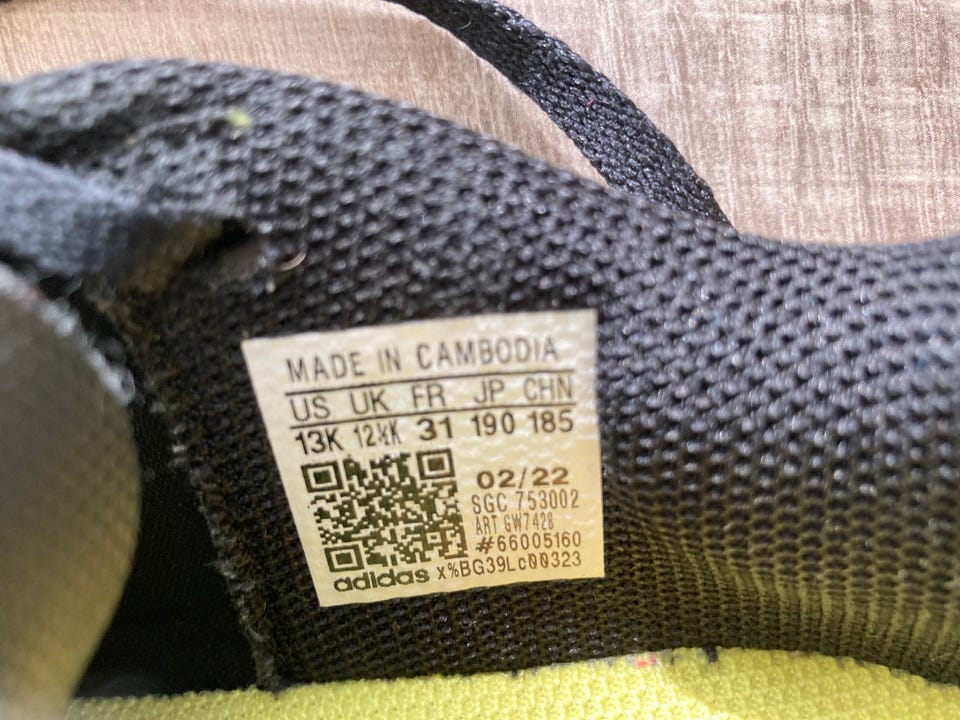 MADE IN CAMBODIA
US UK FR JP CHN
13K 12½K 31 190 185
02/22
SGC 753002
ART GW7428
#66005160
adidas x%BG39Lc00323